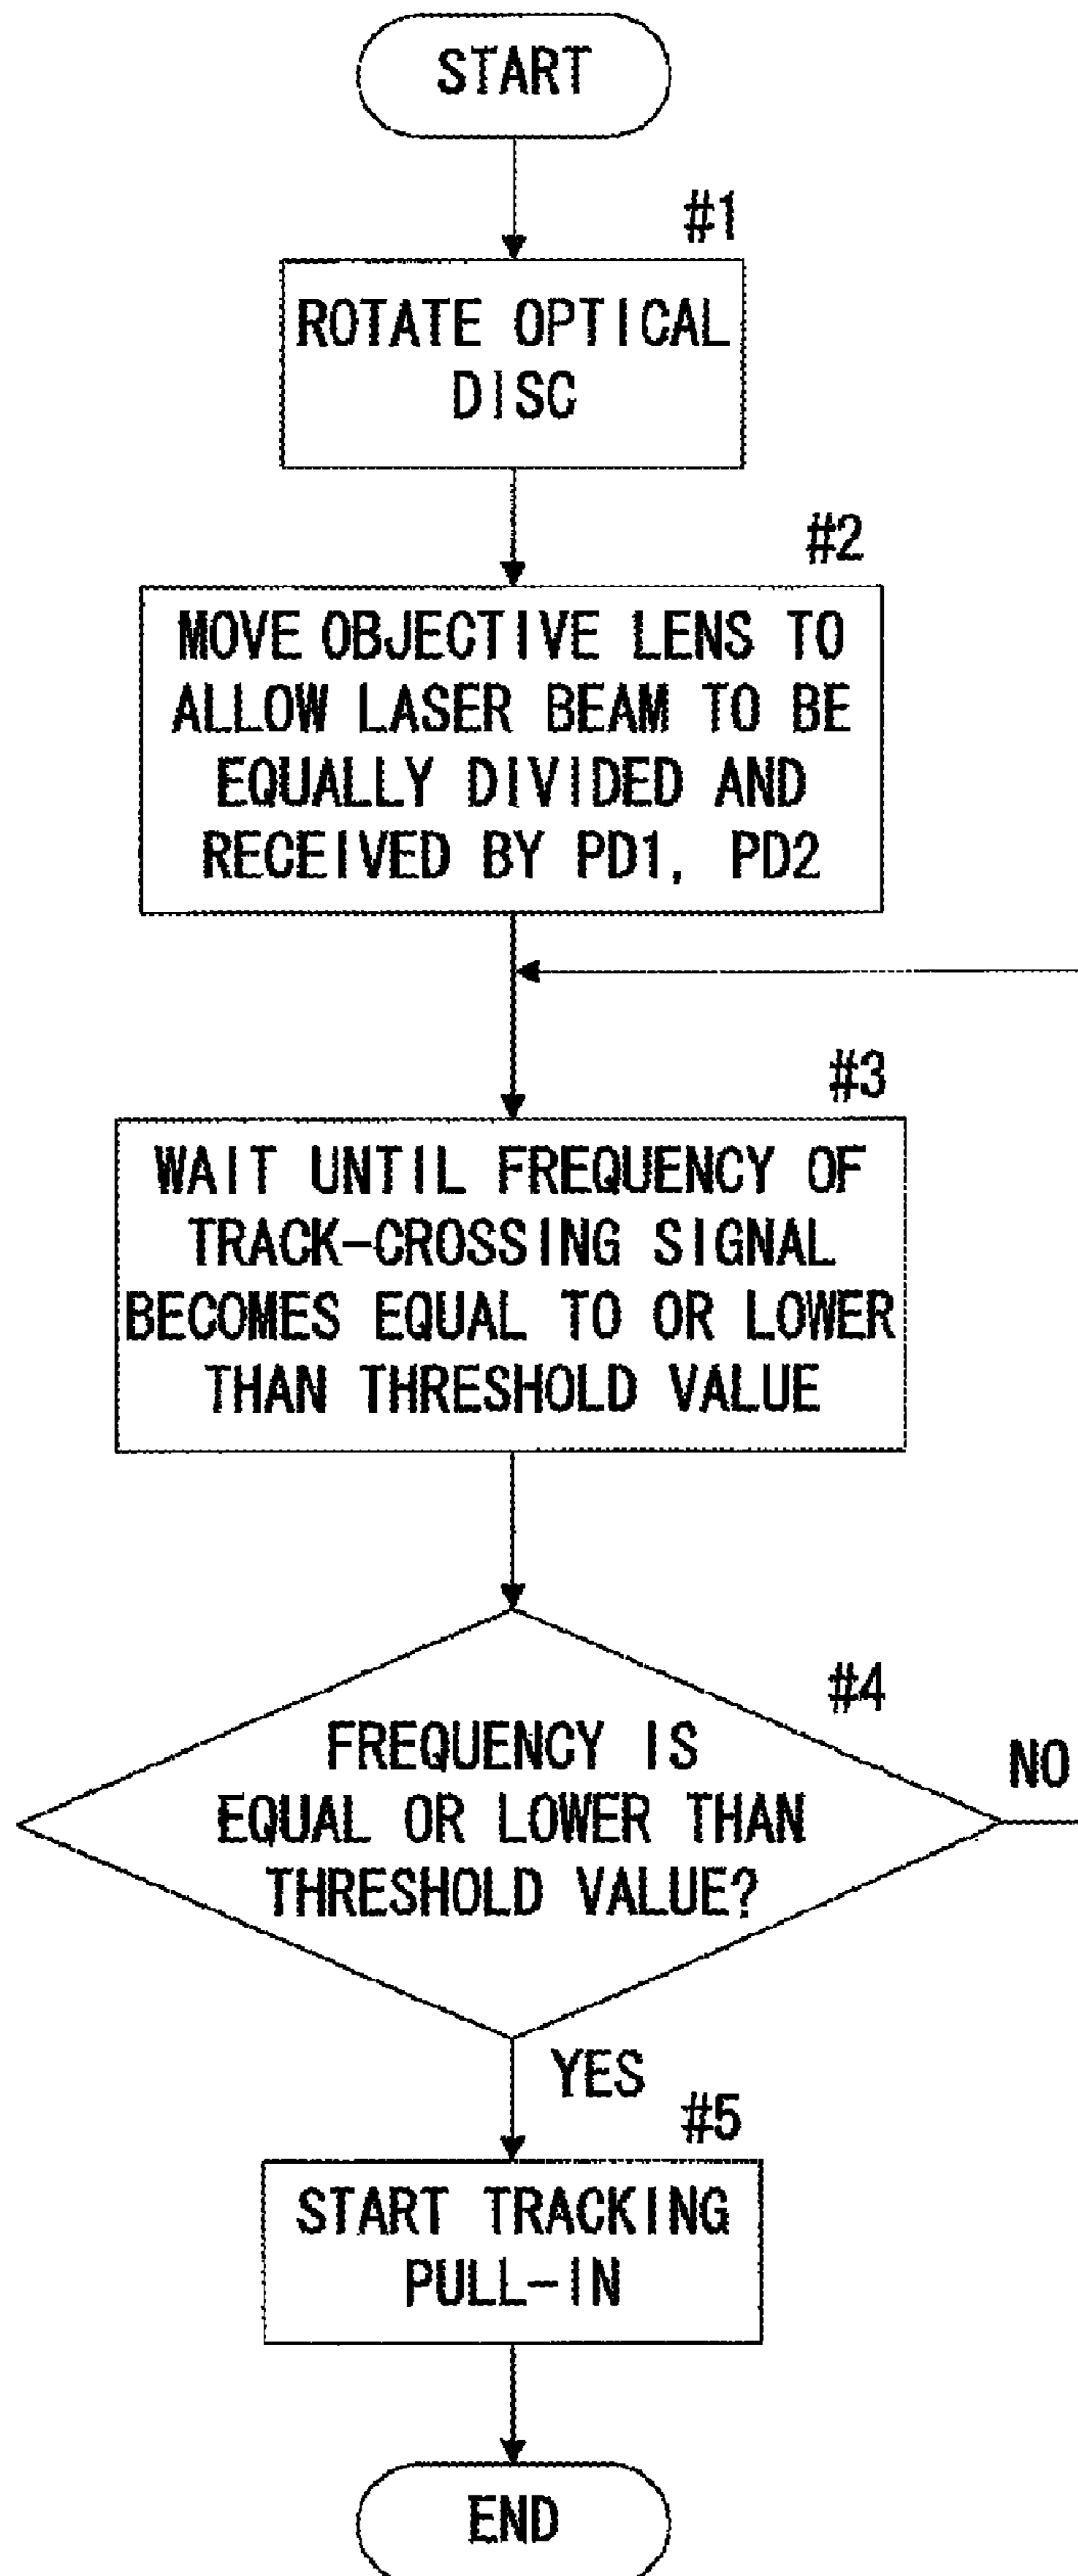 START
#1
ROTATE OPTICAL
DISC
#2
MOVE OBJECTIVE LENS TO
ALLOW LASER BEAM TO BE
EQUALLY DIVIDED AND
RECEIVED BY PD1, PD2
#3
WAIT UNTIL FREQUENCY OF
TRACK-CROSSING SIGNAL
BECOMES EQUAL TO OR LOWER
THAN THRESHOLD VALUE
#4
FREQUENCY IS
EQUAL OR LOWER THAN
THRESHOLD VALUE?
NO
YES
#5
START TRACKING
PULL-IN
END